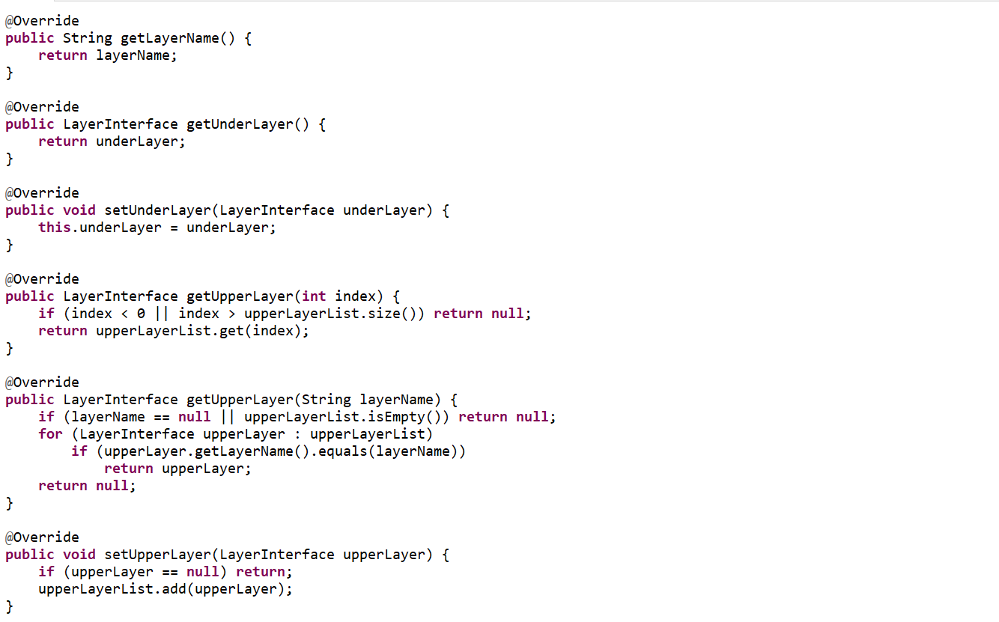 @Override
public String getLayerName() {
    return layerName;
}

@Override
public LayerInterface getUnderLayer() {
    return underLayer;
}

@Override
public void setUnderLayer(LayerInterface underLayer) {
    this.underLayer = underLayer;
}

@Override
public LayerInterface getUpperLayer(int index) {
    if (index < 0 || index > upperLayerList.size()) return null;
    return upperLayerList.get(index);
}

@Override
public LayerInterface getUpperLayer(String layerName) {
    if (layerName == null || upperLayerList.isEmpty()) return null;
    for (LayerInterface upperLayer : upperLayerList)
        if (upperLayer.getLayerName().equals(layerName))
            return upperLayer;
    return null;
}

@Override
public void setUpperLayer(LayerInterface upperLayer) {
    if (upperLayer == null) return;
    upperLayerList.add(upperLayer);
}